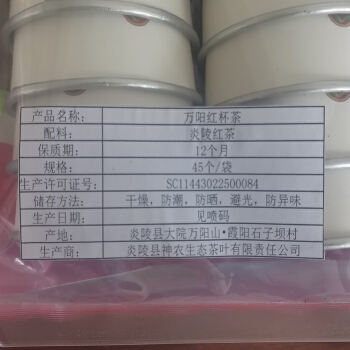 产品名称: 万阳红杯茶
配料: 炎陵红茶
保质期: 12个月
规格: 45个/袋
生产许可证号: SC11443022500084
储存方法: 干燥，防潮，防晒，避光，防异味
生产日期: 见喷码
产地: 炎陵县大院万阳山·霞阳石子坝村
生产商: 炎陵县神农生态茶叶有限责任公司